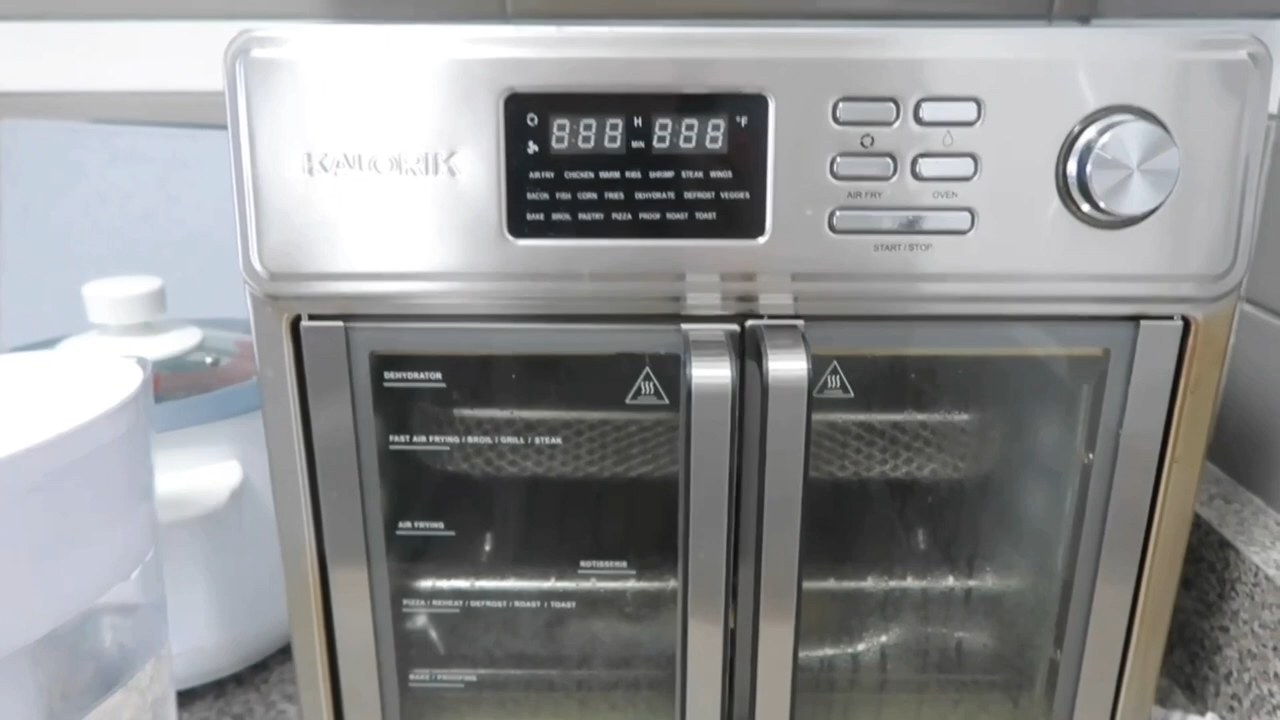 KALORIK
888 H MIN 888 °F
AIR FRY CHICKEN WARM RIBS SHRIMP STEAK WINGS
BACON FISH CORN FRIES DEHYDRATE DEFROST VEGGIES
BAKE BROIL PASTRY PIZZA PROOF ROAST TOAST
AIR FRY OVEN
START / STOP
DEHYDRATOR
FAST AIR FRYING / BROIL / GRILL / STEAK
AIR FRYING
ROTISSERIE
PIZZA / REHEAT / DEFROST / ROAST / TOAST
BAKE / PROOFING